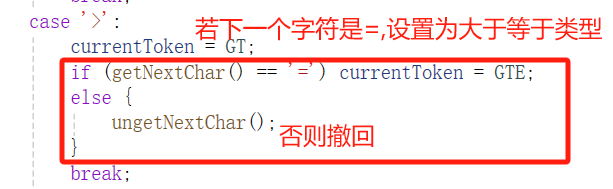 break;
case '>':
若下一个字符是=,设置为大于等于类型
currentToken = GT;
if (getNextChar() == '=') currentToken = GTE;
else {
ungetNextChar();
否则撤回
}
break;